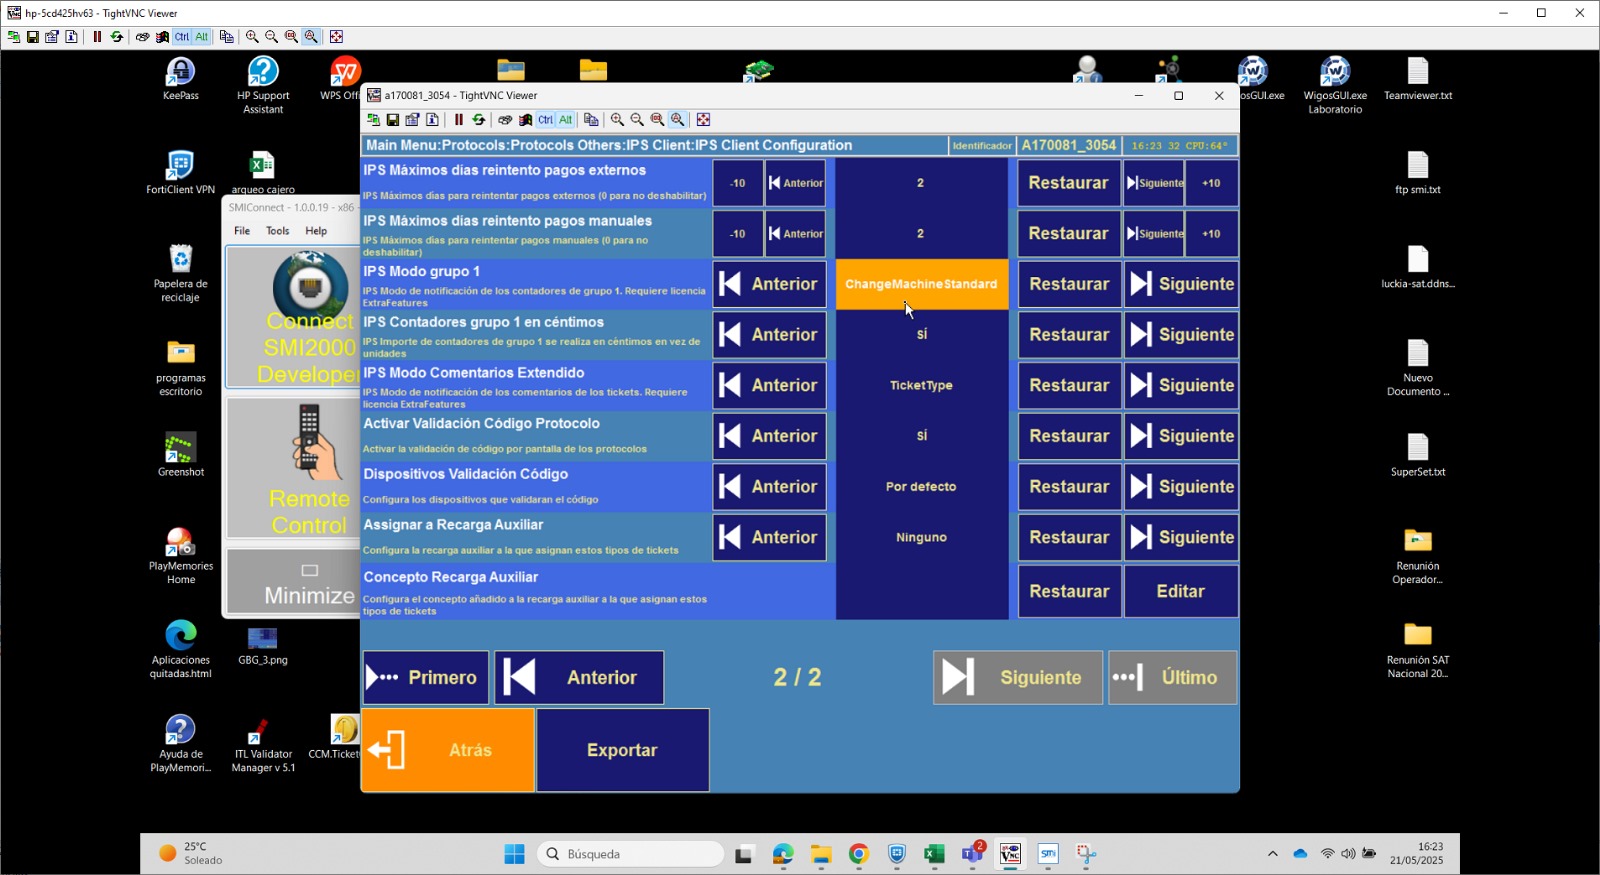 hp-5cd425hv63 - TightVNC Viewer
Ctrl Alt
KeePass
HP Support
Assistant
WPS Offi
osGUI.exe
WigosGUI.exe
Laboratorio
Teamviewer.txt
a170081_3054 - TightVNC Viewer
Ctrl Alt
Main Menu:Protocols:Protocols Others:IPS Client:IPS Client Configuration
Identificador
A170081_3054
16:23 32 CPU:64°
IPS Máximos días reintento pagos externos
IPS Máximos días para reintentar pagos externos (0 para no deshabilitar)
-10
Anterior
2
Restaurar
Siguiente
+10
IPS Máximos días reintento pagos manuales
IPS Máximos días para reintentar pagos manuales (0 para no
deshabilitar)
-10
Anterior
2
Restaurar
Siguiente
+10
IPS Modo grupo 1
IPS Modo de notificación de los contadores de grupo 1. Requiere licencia
ExtraFeatures
Anterior
ChangeMachineStandard
Restaurar
Siguiente
IPS Contadores grupo 1 en céntimos
IPS Importe de contadores de grupo 1 se realiza en céntimos en vez de
unidades
Anterior
SÍ
Restaurar
Siguiente
IPS Modo Comentarios Extendido
IPS Modo de notificación de los comentarios de los tickets. Requiere
licencia ExtraFeatures
Anterior
TicketType
Restaurar
Siguiente
Activar Validación Código Protocolo
Activar la validación de código por pantalla de los protocolos
Anterior
SÍ
Restaurar
Siguiente
Dispositivos Validación Código
Configura los dispositivos que validaran el código
Anterior
Por defecto
Restaurar
Siguiente
Assignar a Recarga Auxiliar
Configura la recarga auxiliar a la que asignan estos tipos de tickets
Anterior
Ninguno
Restaurar
Siguiente
Concepto Recarga Auxiliar
Configura el concepto añadido a la recarga auxiliar a la que asignan estos
tipos de tickets
Restaurar
Editar
Primero
Anterior
2 / 2
Siguiente
Último
Atrás
Exportar
FortiClient VPN
arqueo cajero
SMIConnect - 1.0.0.19 - x86 -
File Tools Help
Connect
SMI2000
Develope
Remote
Control
Minimize
Papelera de
reciclaje
programas
escritorio
Greenshot
PlayMemories
Home
Aplicaciones
quitadas.html
GBG_3.png
Ayuda de
PlayMemori...
ITL Validator
Manager v 5.1
CCM.Ticket
ftp smi.txt
luckia-sat.ddns...
Nuevo
Documento ...
SuperSet.txt
Renunión
Operador...
Renunión SAT
Nacional 20...
25°C
Soleado
Búsqueda
2
VNC
SMI
16:23
21/05/2025